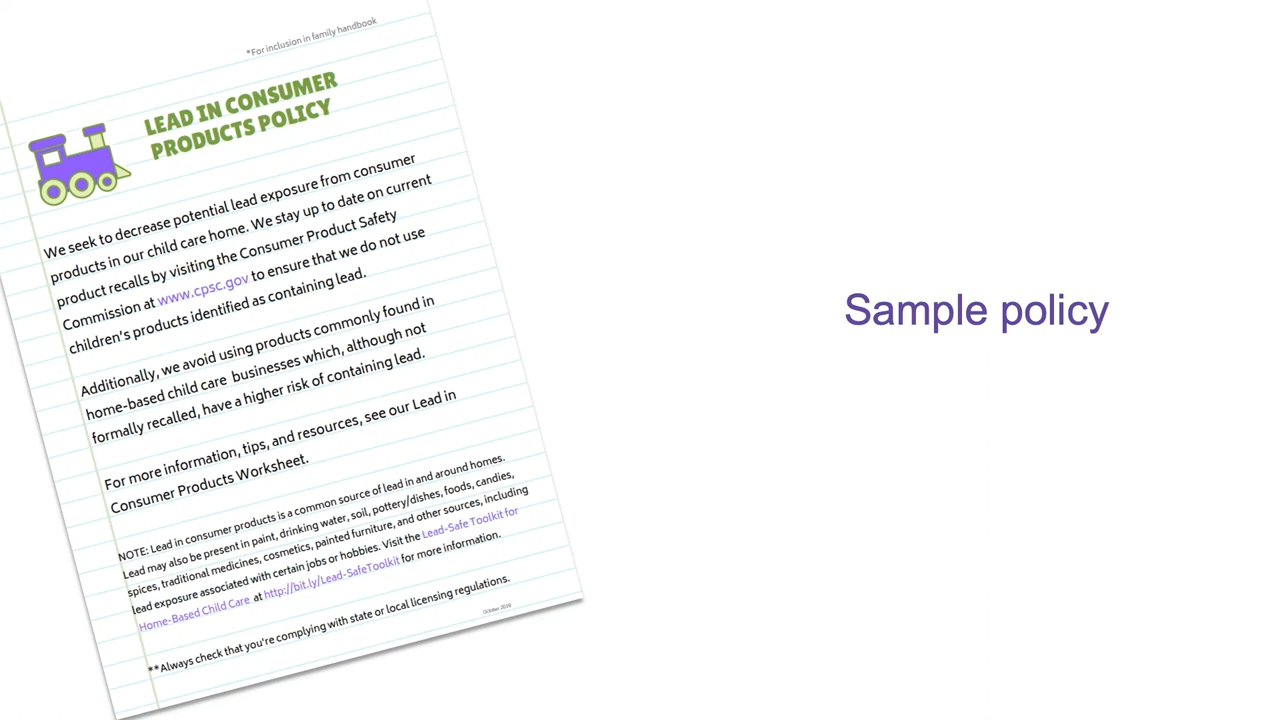 *For inclusion in family handbook
LEAD IN CONSUMER
PRODUCTS POLICY
We seek to decrease potential lead exposure from consumer
products in our child care home. We stay up to date on current
product recalls by visiting the Consumer Product Safety
Commission at www.cpsc.gov to ensure that we do not use
children's products identified as containing lead.
Additionally, we avoid using products commonly found in
home-based child care businesses which, although not
formally recalled, have a higher risk of containing lead.
For more information, tips, and resources, see our Lead in
Consumer Products Worksheet.
NOTE: Lead in consumer products is a common source of lead in and around homes.
Lead may also be present in paint, drinking water, soil, pottery/dishes, foods, candies,
spices, traditional medicines, cosmetics, painted furniture, and other sources, including
lead exposure associated with certain jobs or hobbies. Visit the Lead-Safe Toolkit for
Home-Based Child Care at http://bit.ly/Lead-SafeToolkit for more information.
**Always check that you're complying with state or local licensing regulations.
Sample policy